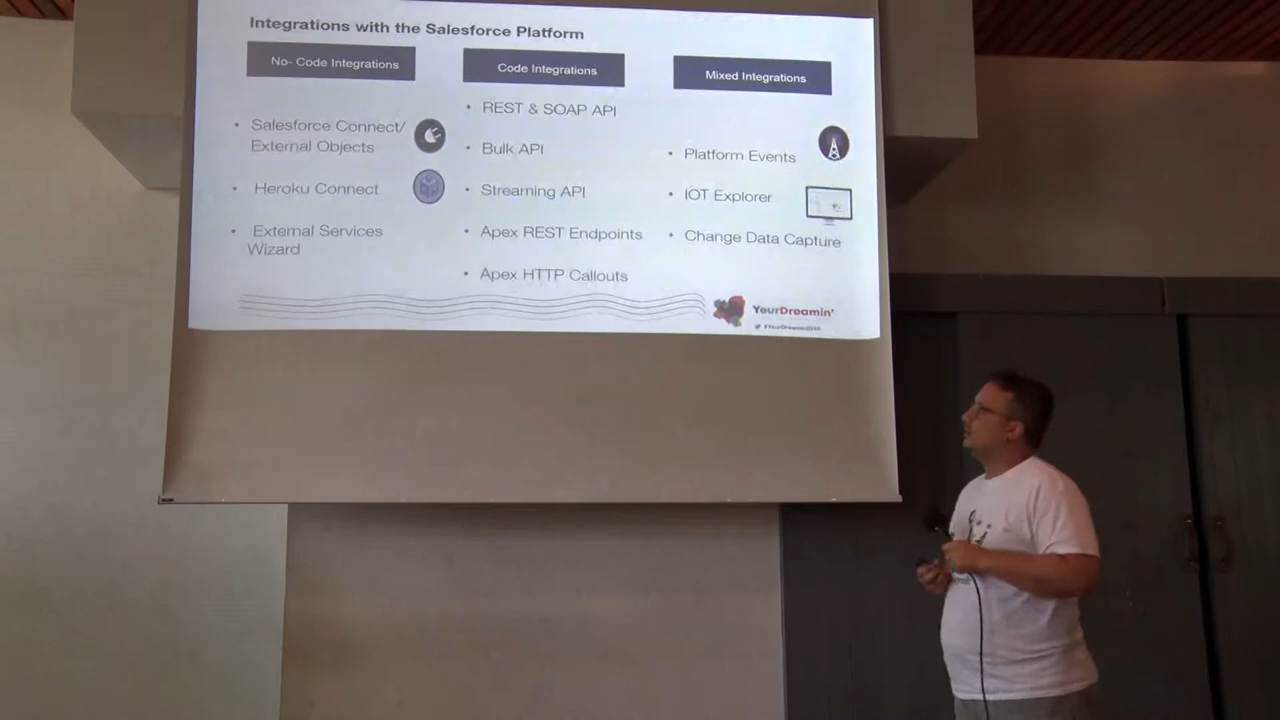 Integrations with the Salesforce Platform
No- Code Integrations
Salesforce Connect/
External Objects
Heroku Connect
External Services
Wizard
Code Integrations
REST & SOAP API
Bulk API
Streaming API
Apex REST Endpoints
Apex HTTP Callouts
Mixed Integrations
Platform Events
IOT Explorer
Change Data Capture
YourDreamin'